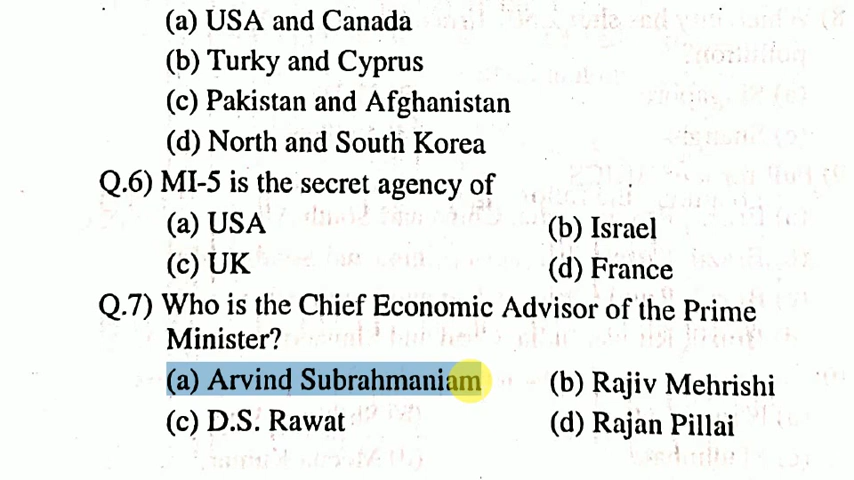 (a) USA and Canada
(b) Turky and Cyprus
(c) Pakistan and Afghanistan
(d) North and South Korea
Q.6) MI-5 is the secret agency of
(a) USA (b) Israel
(c) UK (d) France
Q.7) Who is the Chief Economic Advisor of the Prime
Minister?
(a) Arvind Subrahmaniam (b) Rajiv Mehrishi
(c) D.S. Rawat (d) Rajan Pillai